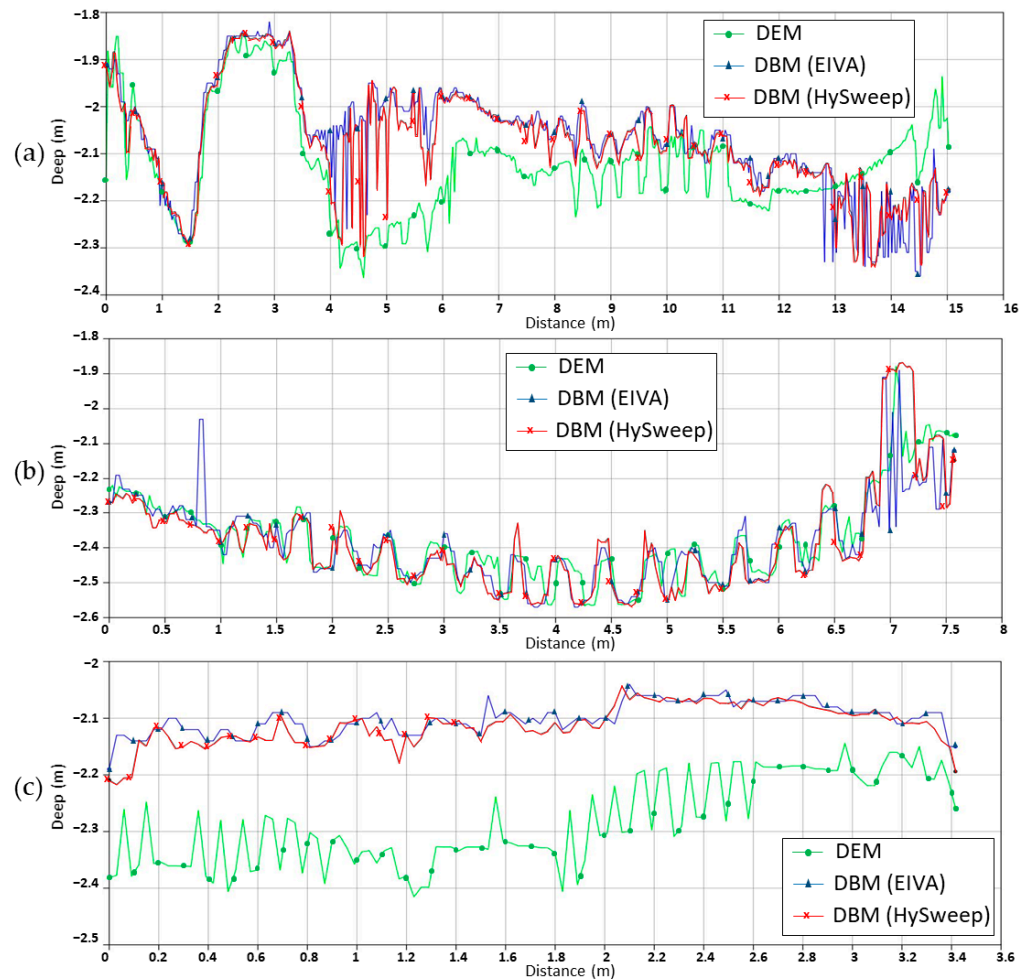 (a)
Deep (m)
−1.8
−1.9
−2
−2.1
−2.2
−2.3
−2.4
DEM
DBM (EIVA)
DBM (HySweep)
0 1 2 3 4 5 6 7 8 9 10 11 12 13 14 15 16
Distance (m)
(b)
Deep (m)
−1.8
−1.9
−2
−2.1
−2.2
−2.3
−2.4
−2.5
−2.6
DEM
DBM (EIVA)
DBM (HySweep)
0 0.5 1 1.5 2 2.5 3 3.5 4 4.5 5 5.5 6 6.5 7 7.5 8
Distance (m)
(c)
Deep (m)
−2
−2.1
−2.2
−2.3
−2.4
−2.5
DEM
DBM (EIVA)
DBM (HySweep)
0 0.2 0.4 0.6 0.8 1 1.2 1.4 1.6 1.8 2 2.2 2.4 2.6 2.8 3 3.2 3.4 3.6
Distance (m)